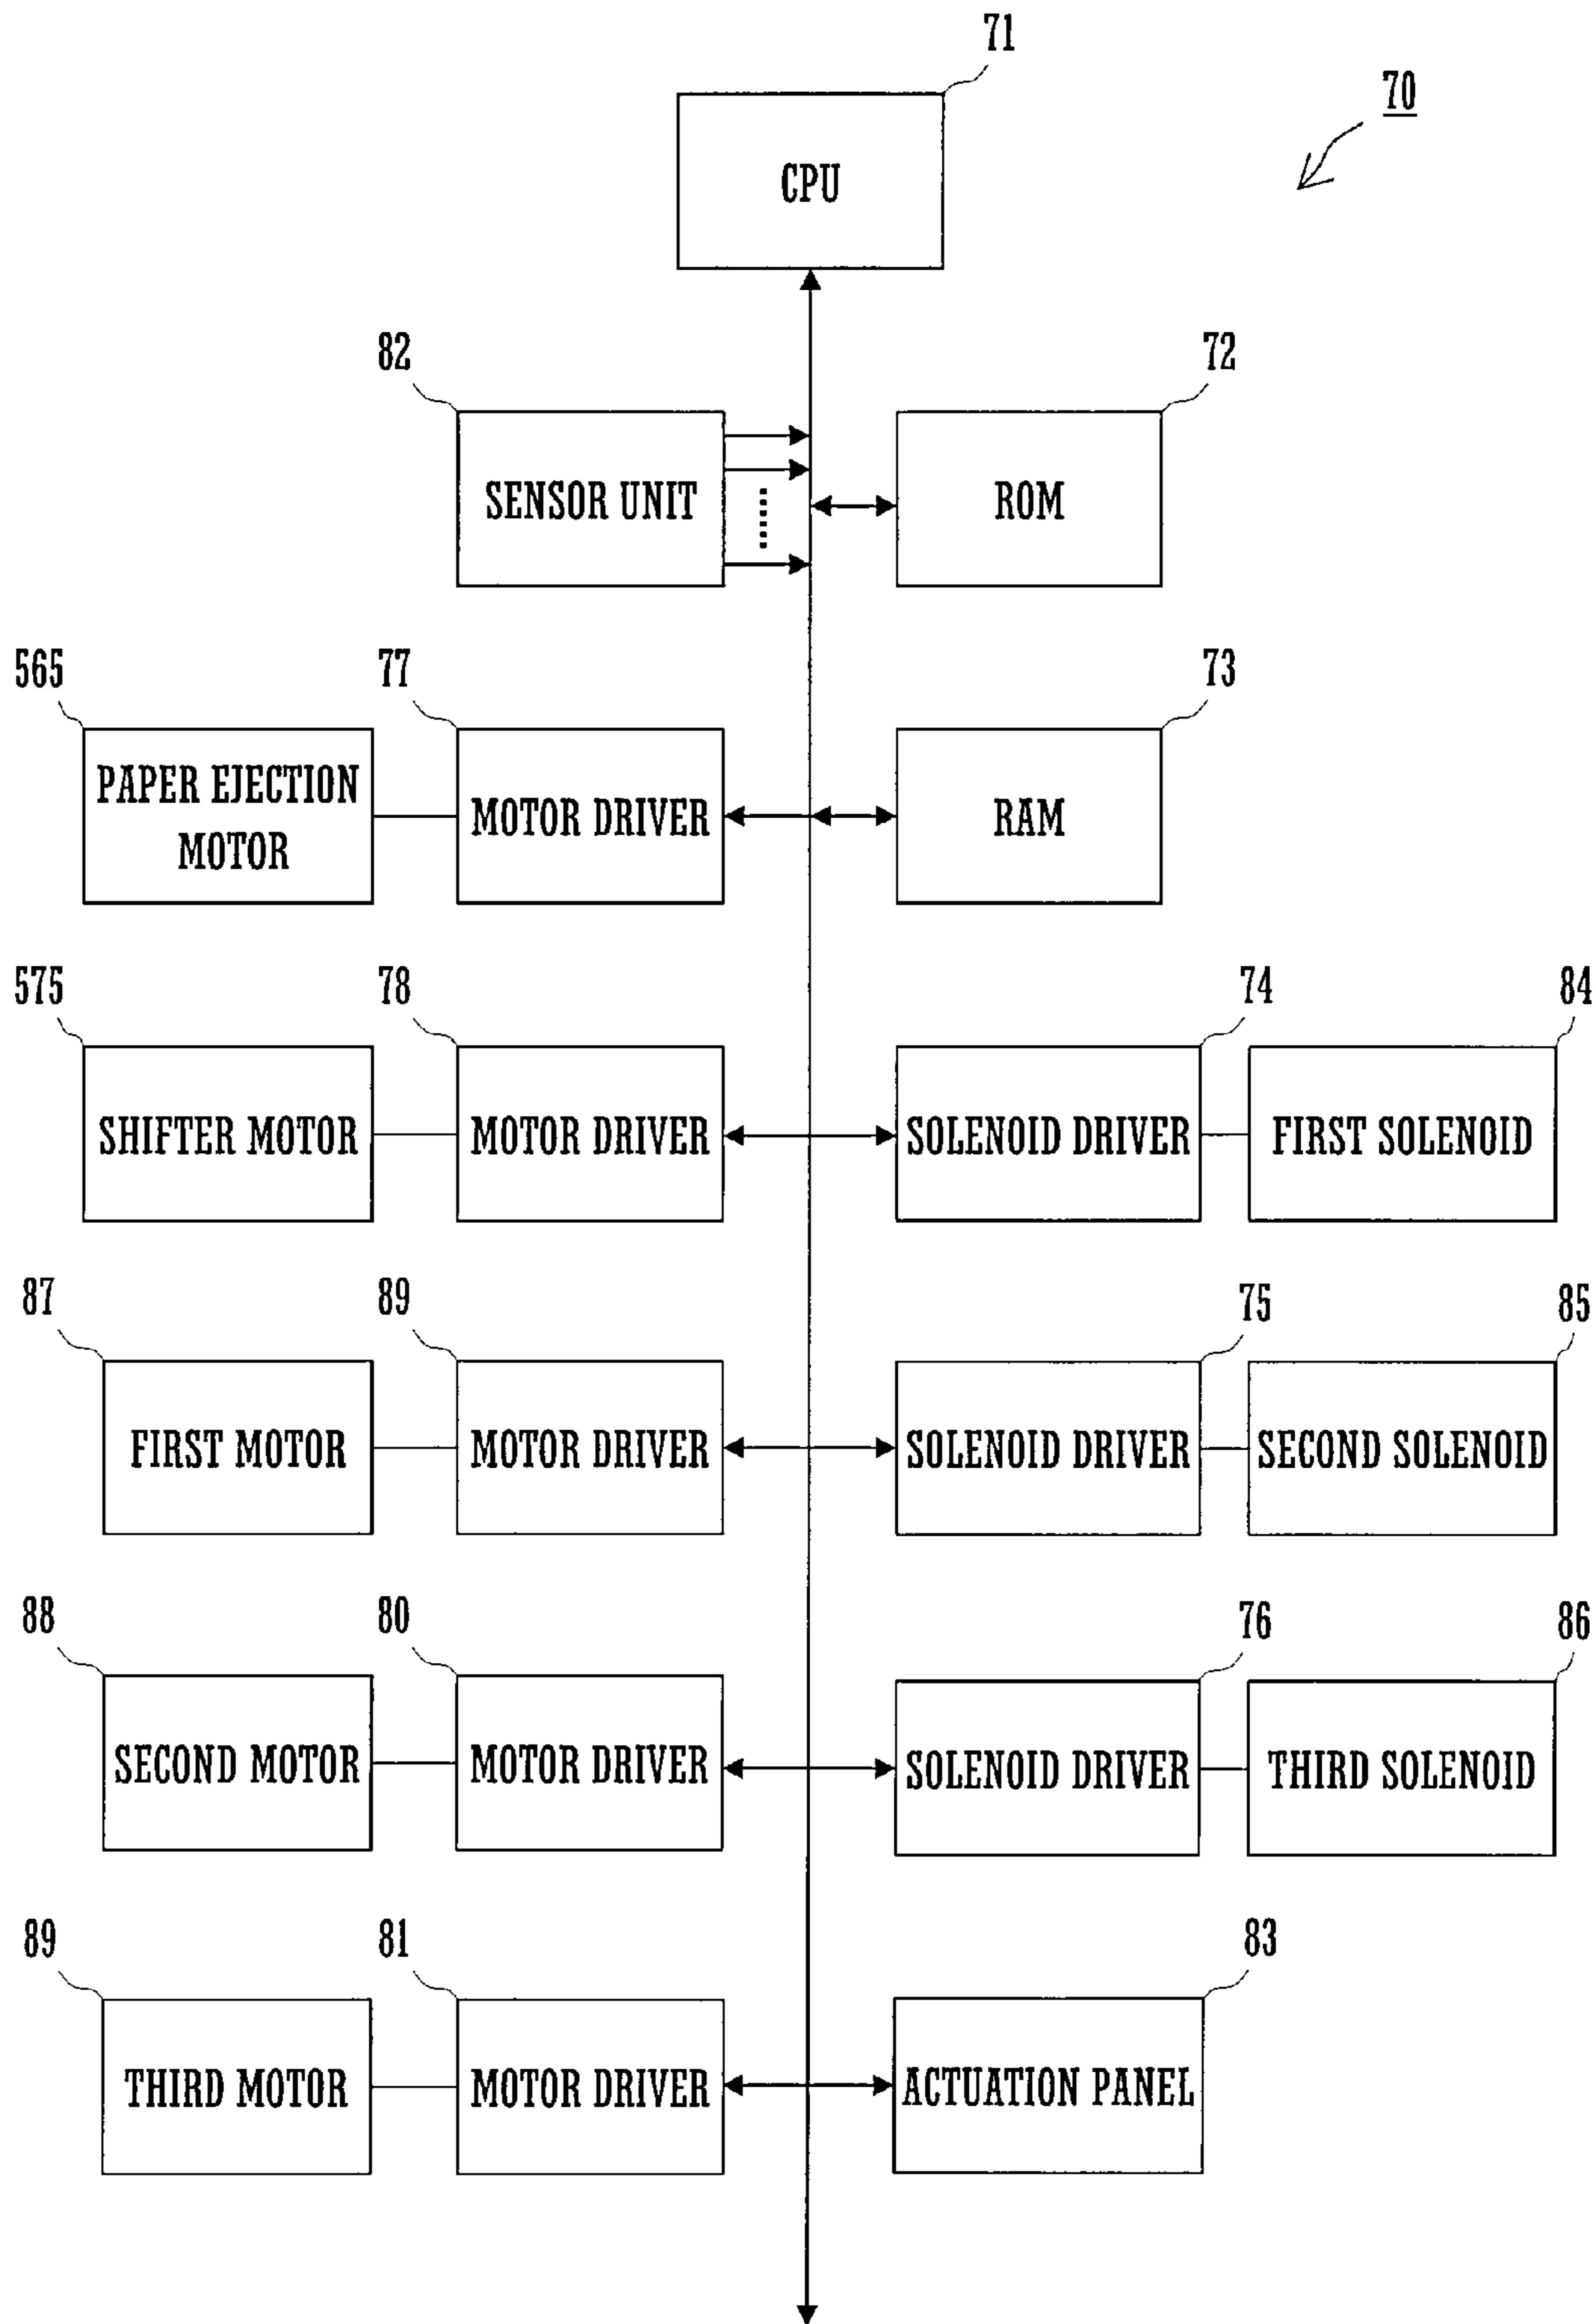 71
70
CPU
82
72
SENSOR UNIT
ROM
565
77
73
PAPER EJECTION
MOTOR
MOTOR DRIVER
RAM
575
78
74
84
SHIFTER MOTOR
MOTOR DRIVER
SOLENOID DRIVER
FIRST SOLENOID
87
89
75
85
FIRST MOTOR
MOTOR DRIVER
SOLENOID DRIVER
SECOND SOLENOID
88
80
76
86
SECOND MOTOR
MOTOR DRIVER
SOLENOID DRIVER
THIRD SOLENOID
89
81
83
THIRD MOTOR
MOTOR DRIVER
ACTUATION PANEL